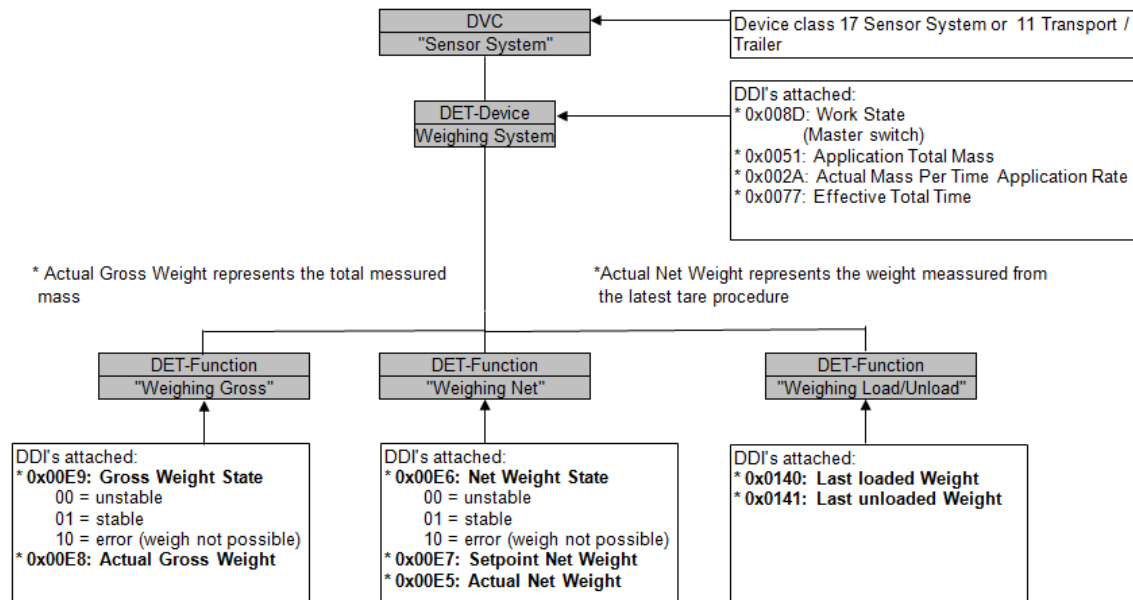 DVC
"Sensor System"
Device class 17 Sensor System or 11 Transport /
Trailer
DET-Device
Weighing System
DDI's attached:
* 0x008D: Work State
(Master switch)
* 0x0051: Application Total Mass
* 0x002A: Actual Mass Per Time Application Rate
* 0x0077: Effective Total Time
* Actual Gross Weight represents the total messured
mass
*Actual Net Weight represents the weight meassured from
the latest tare procedure
DET-Function
"Weighing Gross"
DET-Function
"Weighing Net"
DET-Function
"Weighing Load/Unload"
DDI's attached:
* 0x00E9: Gross Weight State
00 = unstable
01 = stable
10 = error (weigh not possible)
* 0x00E8: Actual Gross Weight
DDI's attached:
* 0x00E6: Net Weight State
00 = unstable
01 = stable
10 = error (weigh not possible)
* 0x00E7: Setpoint Net Weight
* 0x00E5: Actual Net Weight
DDI's attached:
* 0x0140: Last loaded Weight
* 0x0141: Last unloaded Weight